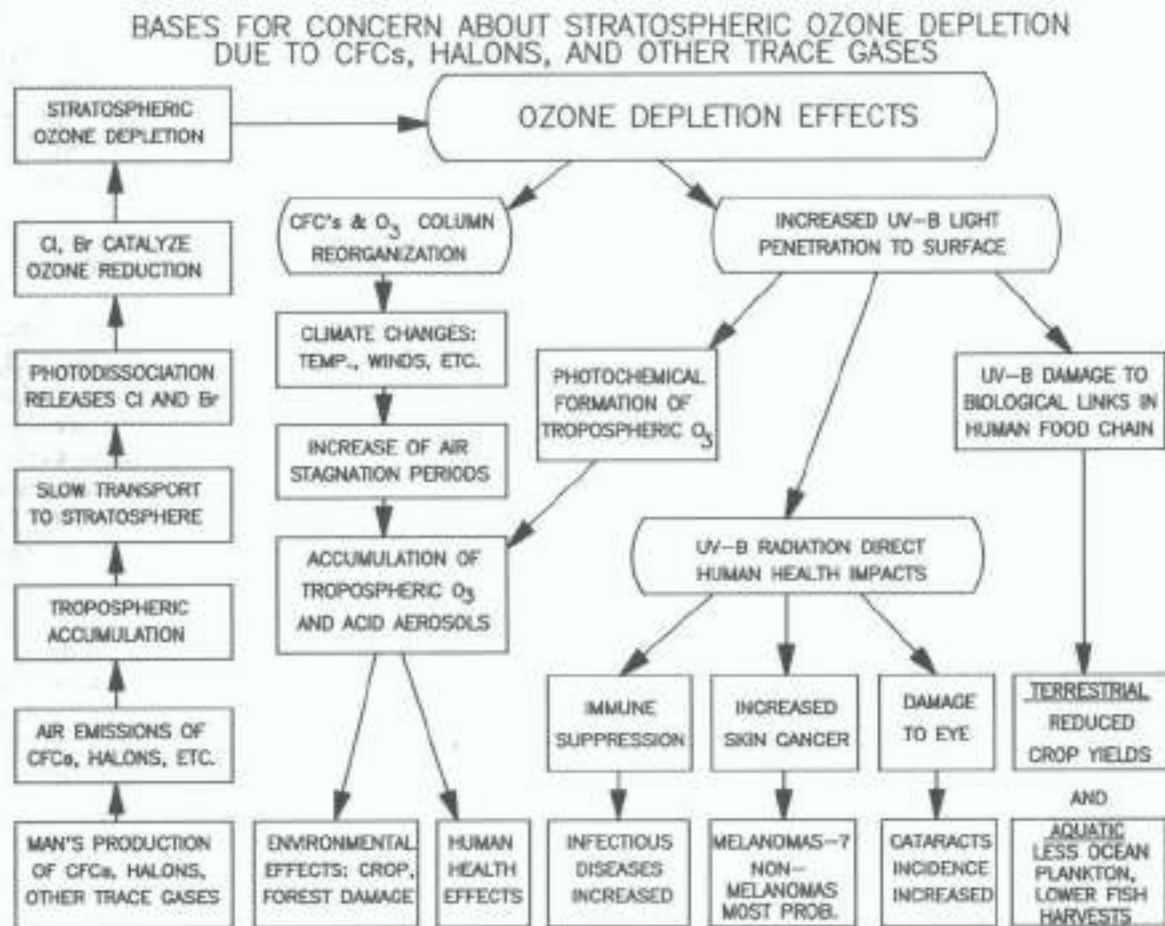 BASES FOR CONCERN ABOUT STRATOSPHERIC OZONE DEPLETION
DUE TO CFCs, HALONS, AND OTHER TRACE GASES
STRATOSPHERIC
OZONE DEPLETION
OZONE DEPLETION EFFECTS
CFC's & O3 COLUMN
REORGANIZATION
INCREASED UV-B LIGHT
PENETRATION TO SURFACE
Cl, Br CATALYZE
OZONE REDUCTION
CLIMATE CHANGES:
TEMP., WINDS, ETC.
PHOTODISSOCIATION
RELEASES Cl AND Br
PHOTOCHEMICAL
FORMATION OF
TROPOSPHERIC O3
UV-B DAMAGE TO
BIOLOGICAL LINKS IN
HUMAN FOOD CHAIN
INCREASE OF AIR
STAGNATION PERIODS
SLOW TRANSPORT
TO STRATOSPHERE
ACCUMULATION OF
TROPOSPHERIC O3
AND ACID AEROSOLS
UV-B RADIATION DIRECT
HUMAN HEALTH IMPACTS
TROPOSPHERIC
ACCUMULATION
AIR EMISSIONS OF
CFCs, HALONS, ETC.
IMMUNE
SUPPRESSION
INCREASED
SKIN CANCER
DAMAGE
TO EYE
TERRESTRIAL
REDUCED
CROP YIELDS
AND
MAN'S PRODUCTION
OF CFCs, HALONS,
OTHER TRACE GASES
ENVIRONMENTAL
EFFECTS: CROP,
FOREST DAMAGE
HUMAN
HEALTH
EFFECTS
INFECTIOUS
DISEASES
INCREASED
MELANOMAS-?
NON-
MELANOMAS
MOST PROB.
CATARACTS
INCIDENCE
INCREASED
AQUATIC
LESS OCEAN
PLANKTON,
LOWER FISH
HARVESTS